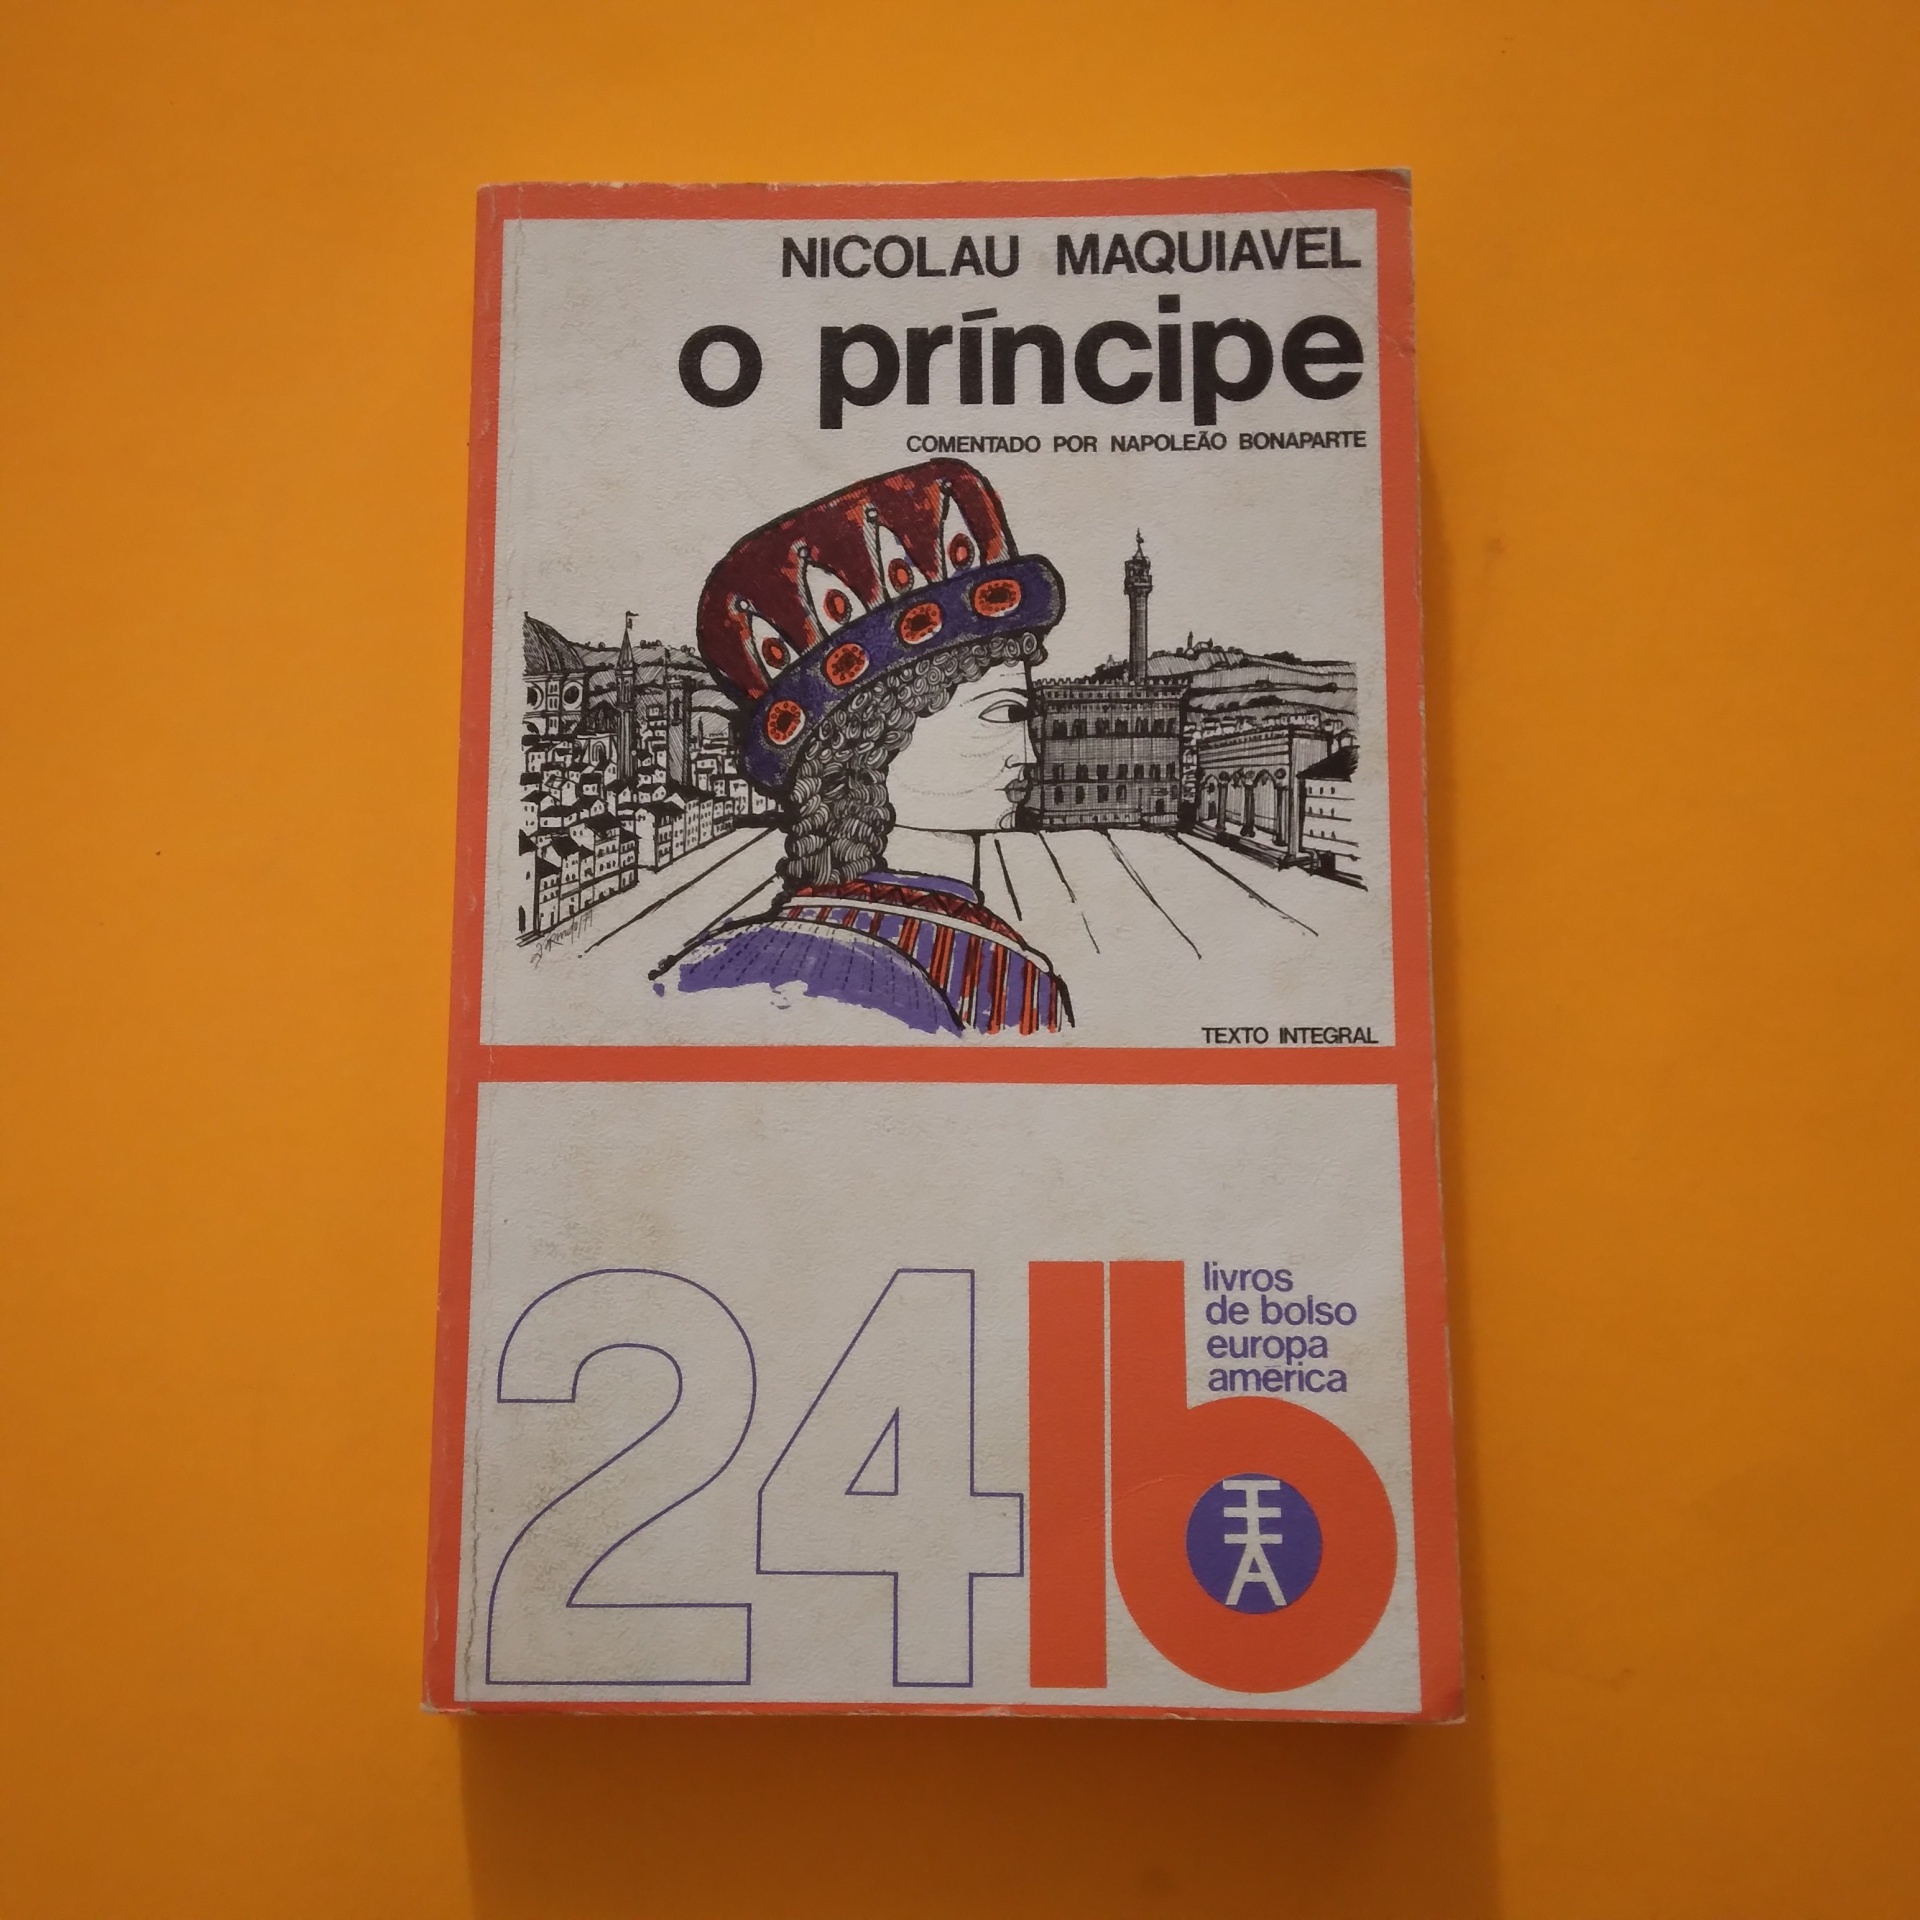 NICOLAU MAQUIAVEL
o príncipe
COMENTADO POR NAPOLEÃO BONAPARTE
TEXTO INTEGRAL
24 lb
livros
de bolso
europa
américa